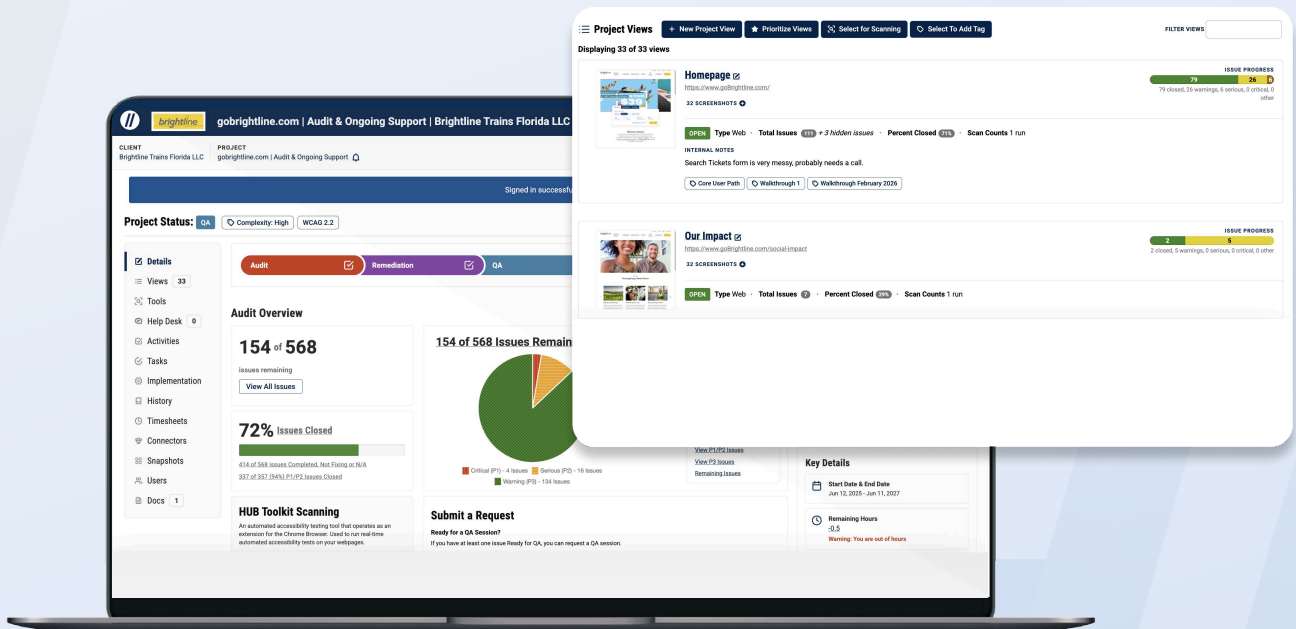 Project Views
+ New Project View
Prioritize Views
Select for Scanning
Select To Add Tag
FILTER VIEWS
Displaying 33 of 33 views
Homepage
https://www.goBrightline.com/
32 SCREENSHOTS
ISSUE PROGRESS
79 26
79 closed, 26 warnings, 6 serious, 0 critical, 0
other
OPEN Type Web · Total Issues 111 + 3 hidden issues · Percent Closed 71% · Scan Counts 1 run
INTERNAL NOTES
Search Tickets form is very messy, probably needs a call.
Core User Path
Walkthrough 1
Walkthrough February 2026
Our Impact
https://www.goBrightline.com/social-impact
32 SCREENSHOTS
ISSUE PROGRESS
2 5
2 closed, 5 warnings, 0 serious, 0 critical, 0 other
OPEN Type Web · Total Issues 7 · Percent Closed 29% · Scan Counts 1 run
brightline
gobrightline.com | Audit & Ongoing Support | Brightline Trains Florida LLC
CLIENT
Brightline Trains Florida LLC
PROJECT
gobrightline.com | Audit & Ongoing Support
Signed in successfu
Project Status: QA
Complexity: High
WCAG 2.2
Details
Views 33
Tools
Help Desk 0
Activities
Tasks
Implementation
History
Timesheets
Connectors
Snapshots
Users
Docs 1
Audit
Remediation
QA
Audit Overview
154 of 568
issues remaining
View All Issues
72% Issues Closed
414 of 568 issues Completed, Not Fixing or N/A
337 of 357 (94%) P1/P2 Issues Closed
154 of 568 Issues Remain
Critical (P1) - 4 Issues
Serious (P2) - 16 Issues
Warning (P3) - 134 Issues
View P1/P2 Issues
View P3 Issues
Remaining Issues
HUB Toolkit Scanning
An automated accessibility testing tool that operates as an
extension for the Chrome Browser. Used to run real-time
automated accessibility tests on your webpages.
Submit a Request
Ready for a QA Session?
If you have at least one issue Ready for QA, you can request a QA session.
Key Details
Start Date & End Date
Jun 12, 2025 - Jun 11, 2027
Remaining Hours
-0.5
Warning: You are out of hours